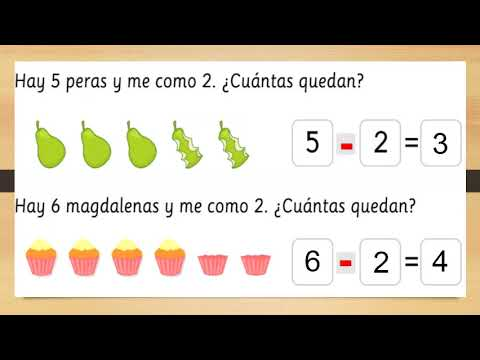 Hay 5 peras y me como 2. ¿Cuántas quedan?
5 - 2 = 3
Hay 6 magdalenas y me como 2. ¿Cuántas quedan?
6 - 2 = 4